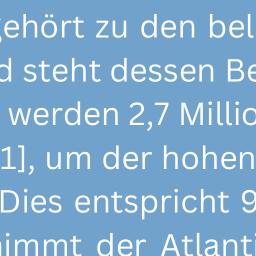 gehört zu den bel
d steht dessen Be
werden 2,7 Millio
1], um der hohen
Dies entspricht 9
nimmt der Atlanti